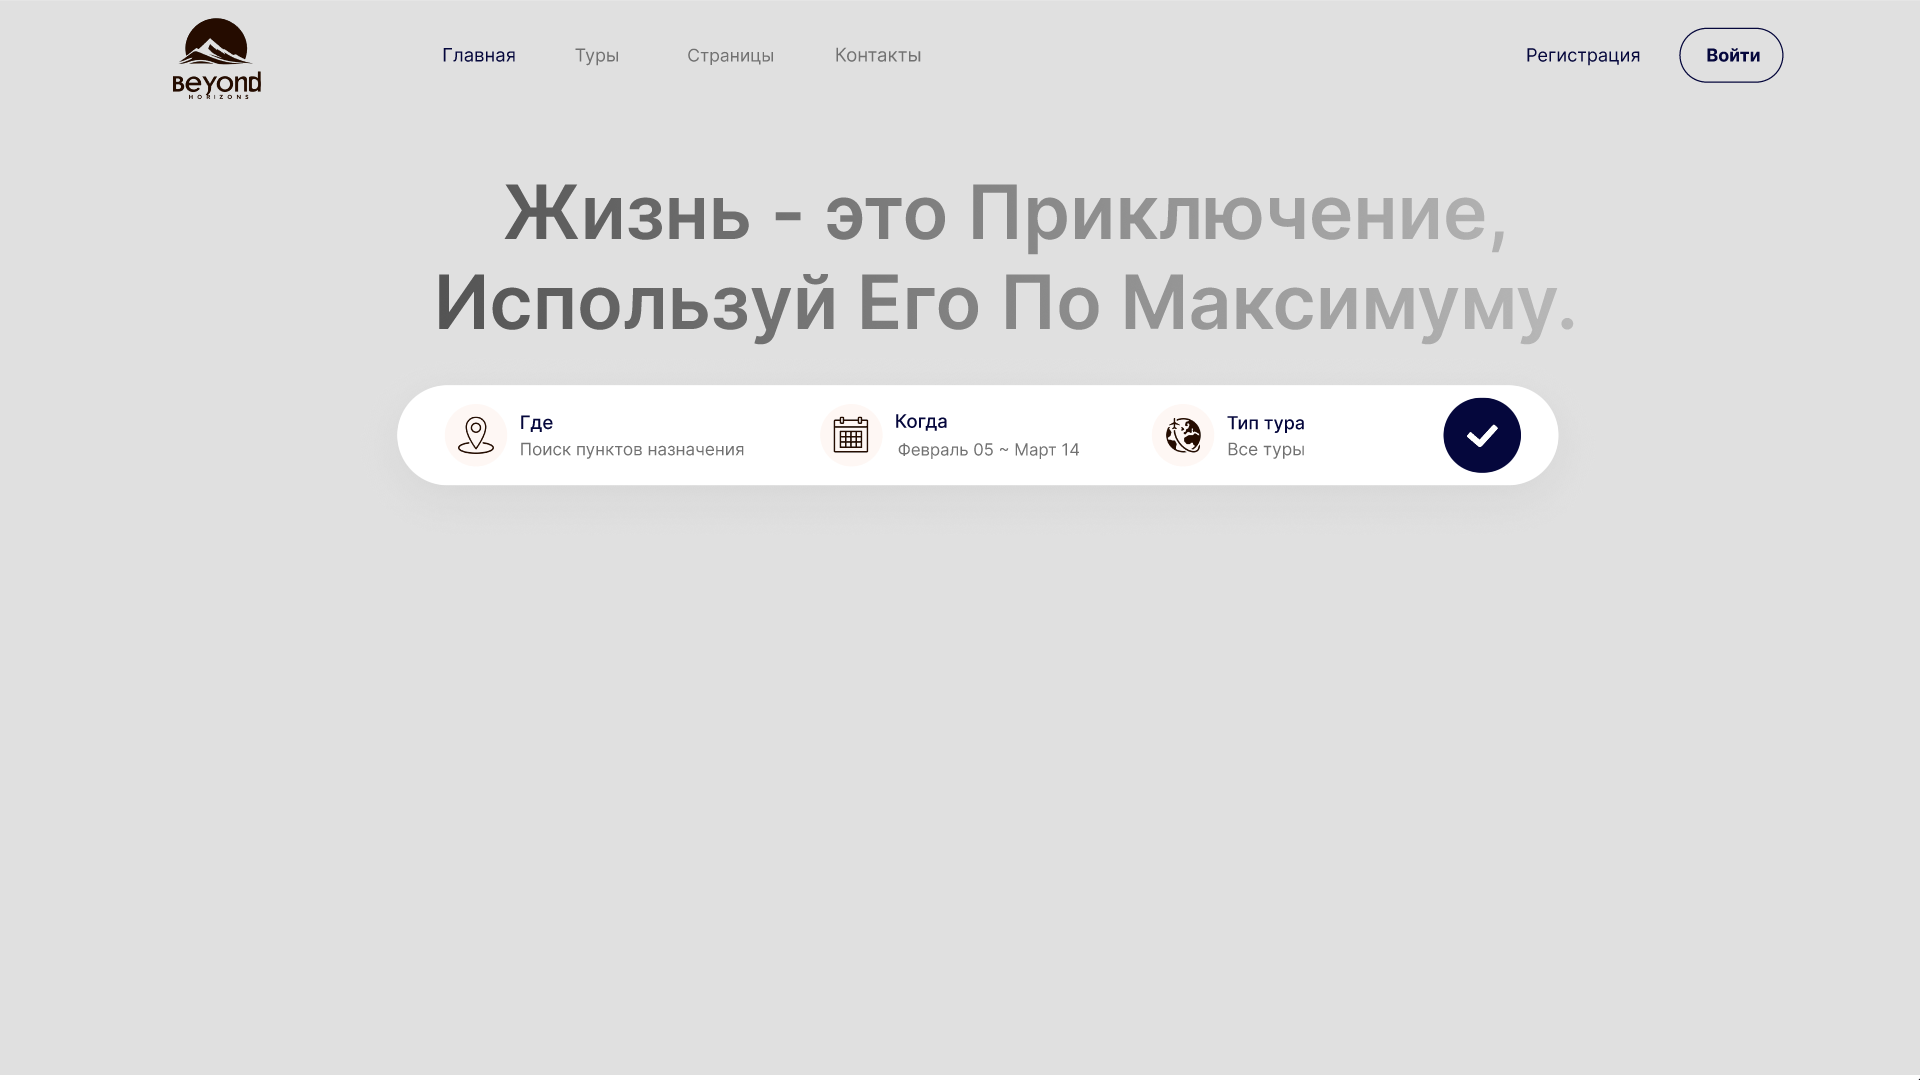 Beyond
HORIZONS
Главная
Туры
Страницы
Контакты
Регистрация
Войти
Жизнь - это Приключение,
Используй Его По Максимуму.
Где
Поиск пунктов назначения
Когда
Февраль 05 ~ Март 14
Тип тура
Все туры